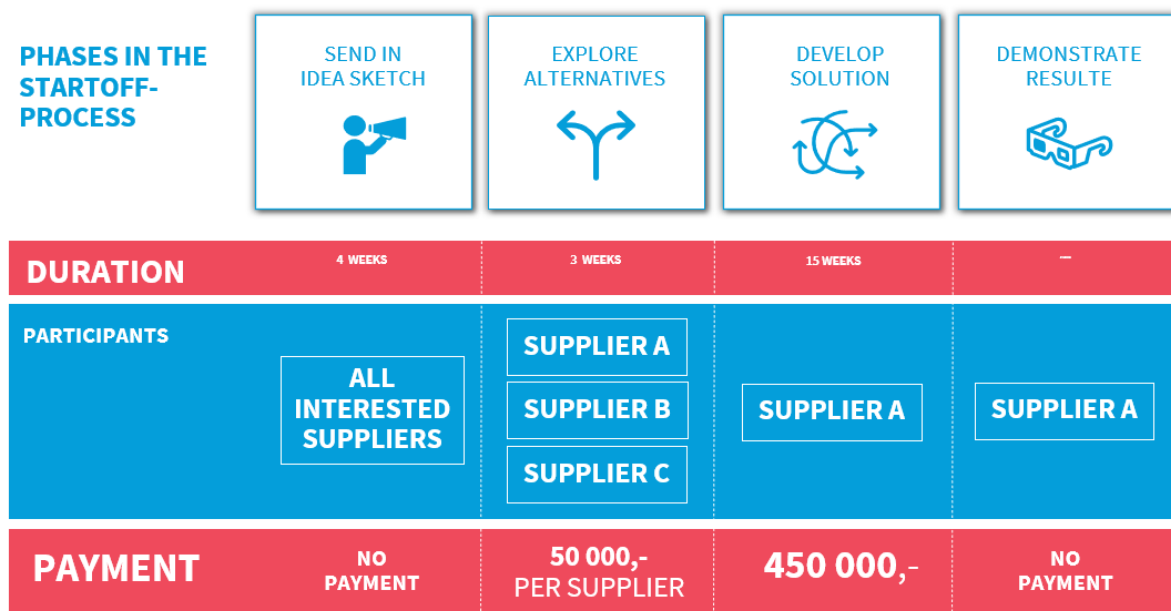 PHASES IN THE
STARTOFF-
PROCESS
SEND IN
IDEA SKETCH
EXPLORE
ALTERNATIVES
DEVELOP
SOLUTION
DEMONSTRATE
RESULTE
DURATION
4 WEEKS
3 WEEKS
15 WEEKS
—
PARTICIPANTS
ALL
INTERESTED
SUPPLIERS
SUPPLIER A
SUPPLIER B
SUPPLIER C
SUPPLIER A
SUPPLIER A
PAYMENT
NO
PAYMENT
50 000,-
PER SUPPLIER
450 000,-
NO
PAYMENT